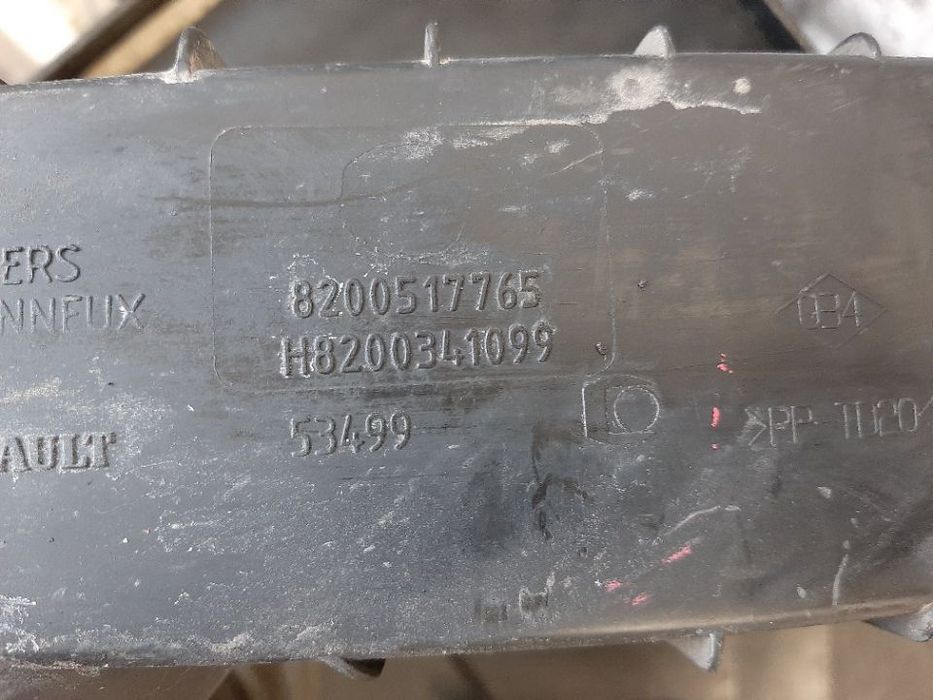 ERS
NNFUX
8200517765
H8200341099
AULT
53499
>PP TD20